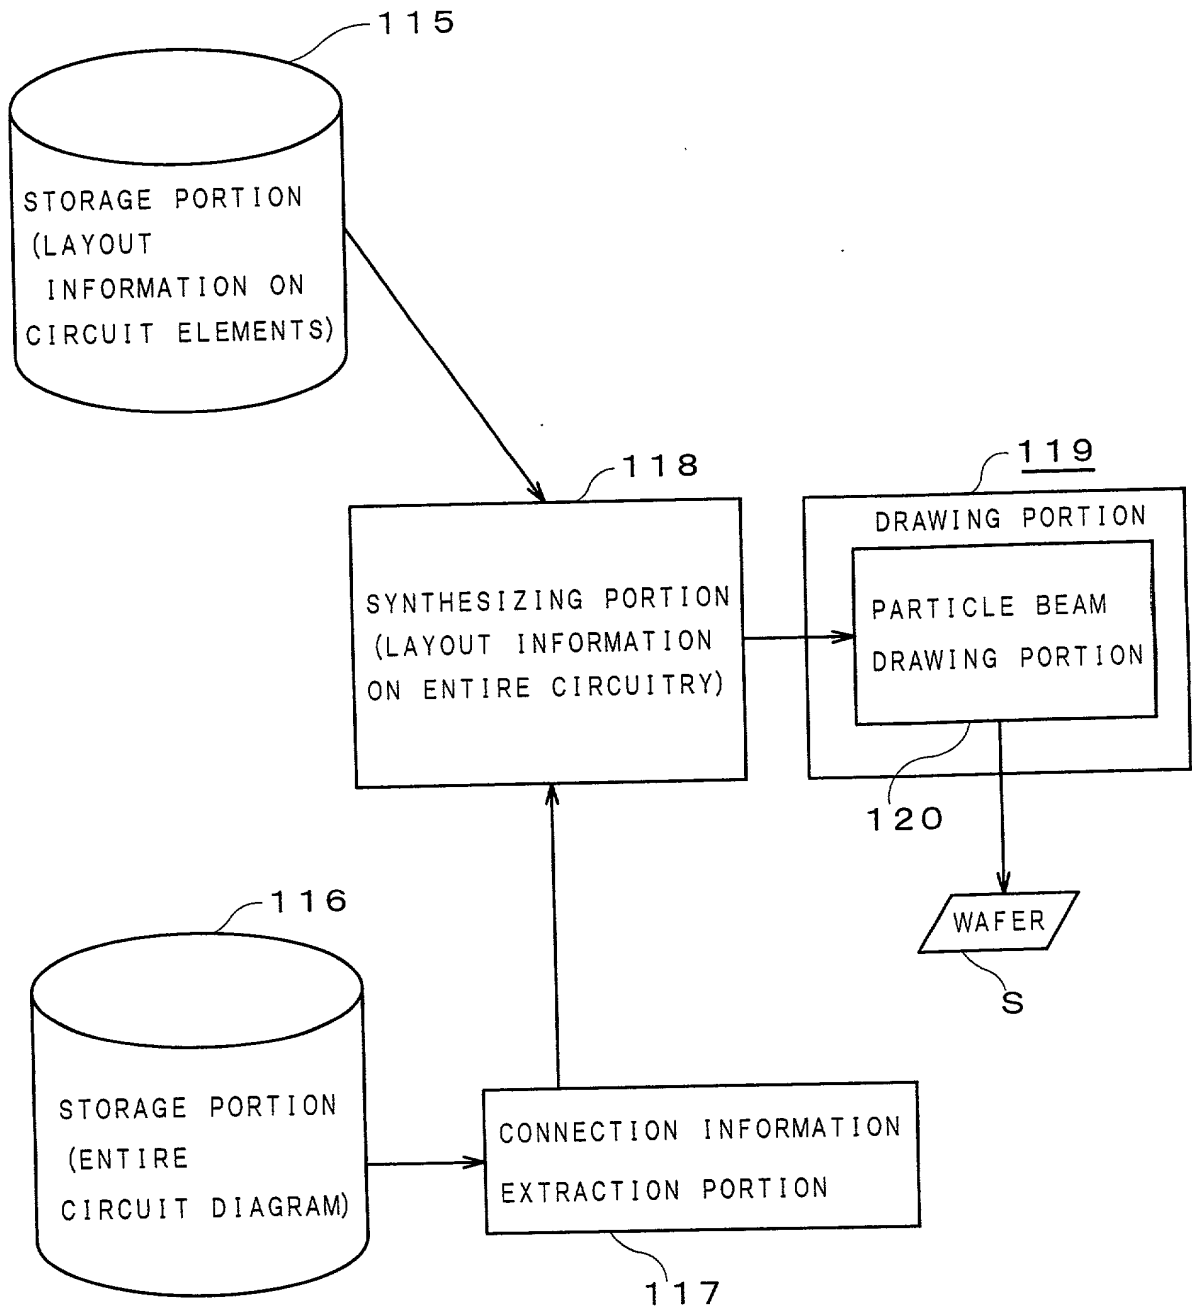 115
STORAGE PORTION
(LAYOUT
INFORMATION ON
CIRCUIT ELEMENTS)
118
SYNTHESIZING PORTION
(LAYOUT INFORMATION
ON ENTIRE CIRCUITRY)
119
DRAWING PORTION
PARTICLE BEAM
DRAWING PORTION
120
WAFER
S
116
STORAGE PORTION
(ENTIRE
CIRCUIT DIAGRAM)
CONNECTION INFORMATION
EXTRACTION PORTION
117